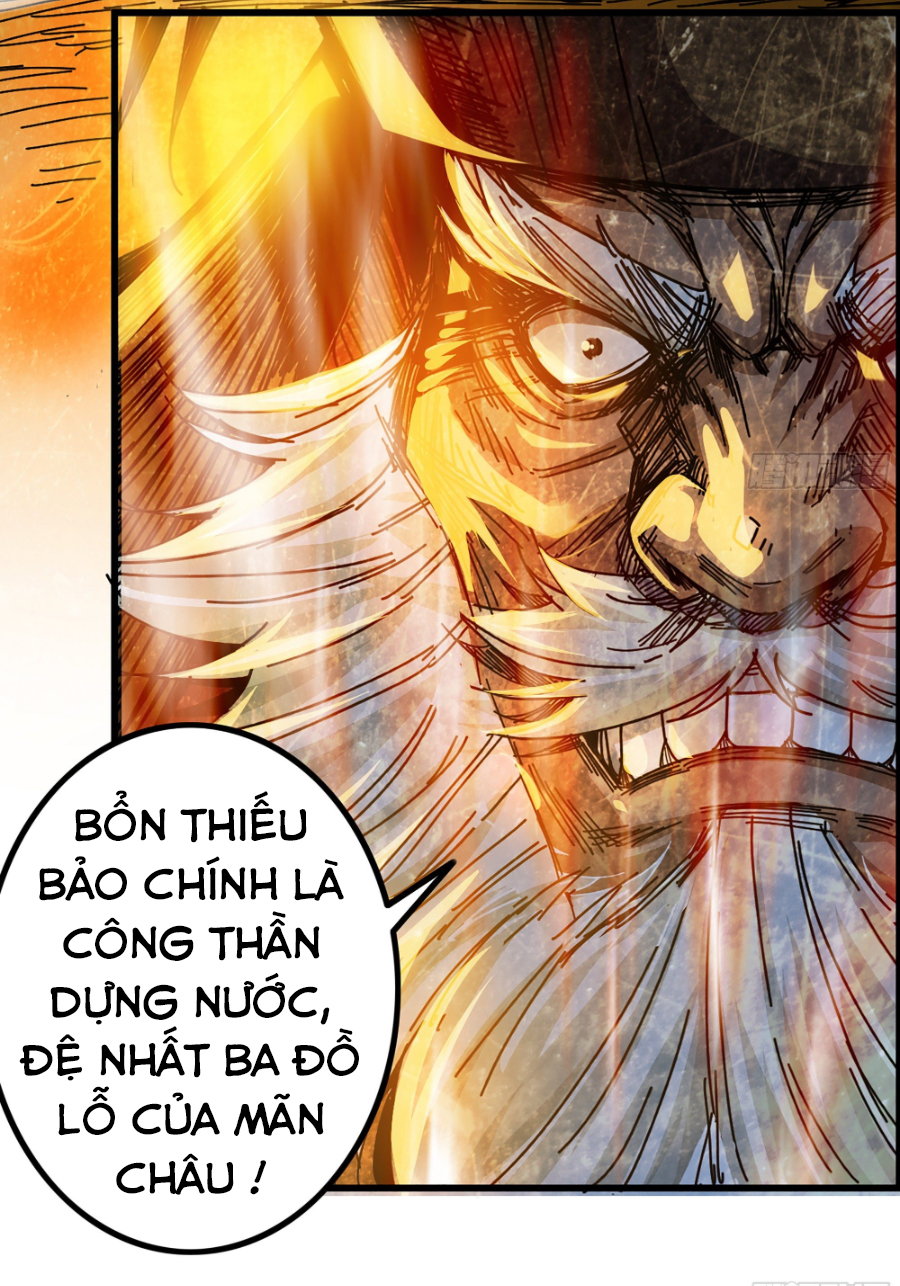 BỔN THIẾU
BẢO CHÍNH LÀ
CÔNG THẦN
DỰNG NƯỚC,
ĐỆ NHẤT BA ĐỒ
LỖ CỦA MÃN
CHÂU !